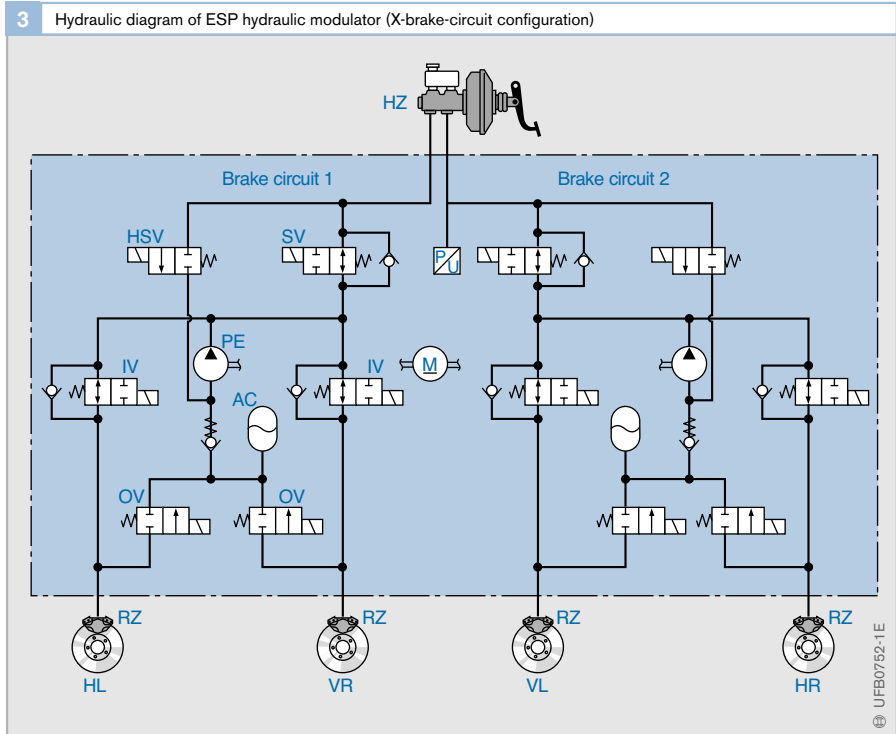 3 Hydraulic diagram of ESP hydraulic modulator (X-brake-circuit configuration)
HZ
Brake circuit 1 Brake circuit 2
HSV SV
P
U
PE
IV IV M
AC
OV OV
RZ RZ RZ RZ
HL VR VL HR
UFB0752-1E